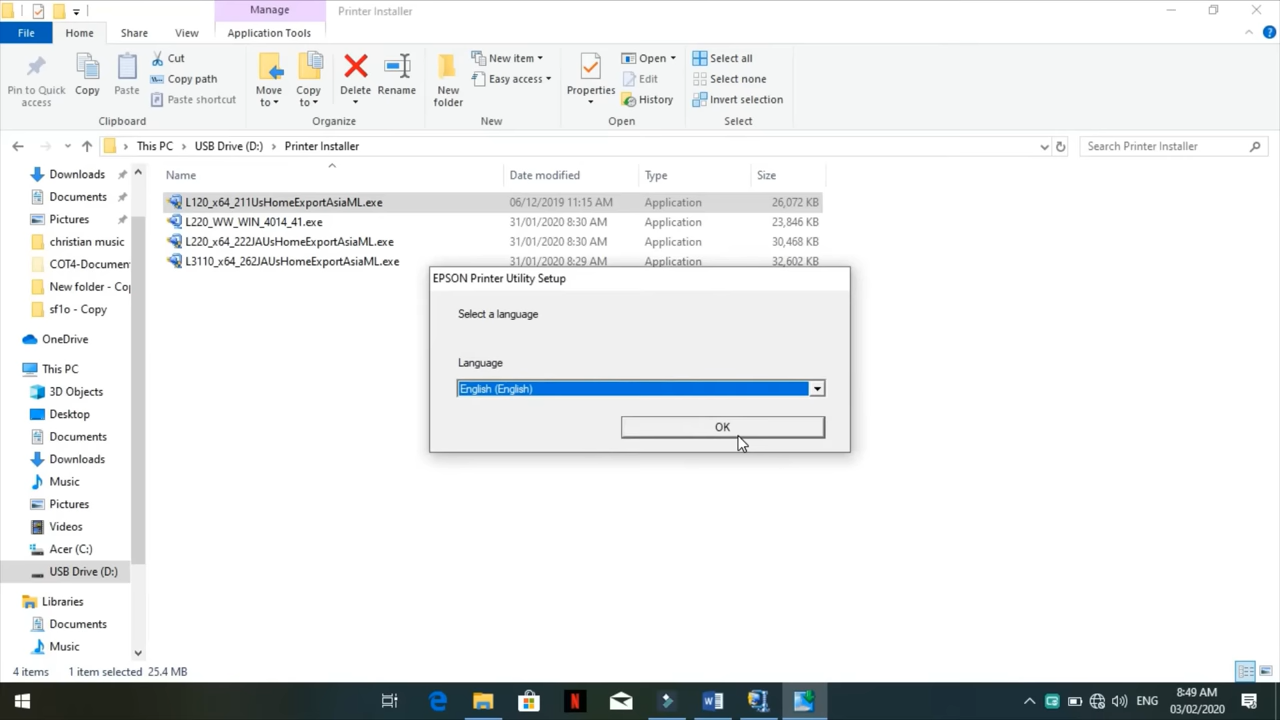 Manage
Printer Installer
File
Home
Share
View
Application Tools
Pin to Quick access
Copy
Paste
Cut
Copy path
Paste shortcut
Clipboard
Move to
Copy to
Delete
Rename
Organize
New folder
New item
Easy access
New
Properties
Open
Edit
History
Open
Select all
Select none
Invert selection
Select
This PC > USB Drive (D:) > Printer Installer
Search Printer Installer
Name
Date modified
Type
Size
L120_x64_211UsHomeExportAsiaML.exe 06/12/2019 11:15 AM Application 26,072 KB
L220_WW_WIN_4014_41.exe 31/01/2020 8:30 AM Application 23,846 KB
L220_x64_222JAUsHomeExportAsiaML.exe 31/01/2020 8:30 AM Application 30,468 KB
L3110_x64_262JAUsHomeExportAsiaML.exe 31/01/2020 8:29 AM Application 32,602 KB
Downloads
Documents
Pictures
christian music
COT4-Documen
New folder - Cop
sf1o - Copy
OneDrive
This PC
3D Objects
Desktop
Documents
Downloads
Music
Pictures
Videos
Acer (C:)
USB Drive (D:)
Libraries
Documents
Music
EPSON Printer Utility Setup
Select a language
Language
English (English)
OK
4 items
1 item selected 25.4 MB
ENG
8:49 AM
03/02/2020